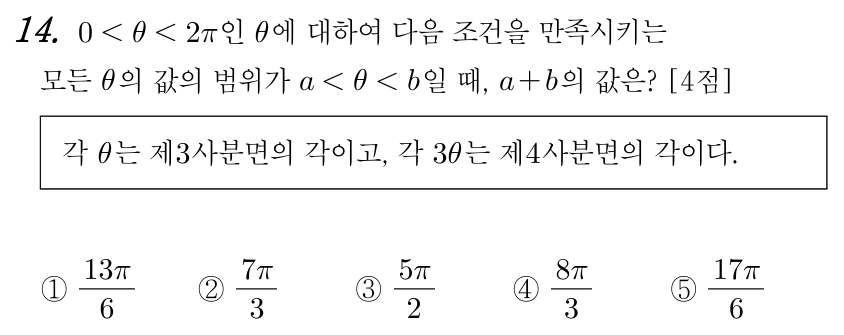 14. 0 < θ < 2π인 θ에 대하여 다음 조건을 만족시키는
모든 θ의 값의 범위가 a < θ < b일 때, a+b의 값은? [4점]
각 θ는 제3사분면의 각이고, 각 3θ는 제4사분면의 각이다.
① 13π/6 ② 7π/3 ③ 5π/2 ④ 8π/3 ⑤ 17π/6